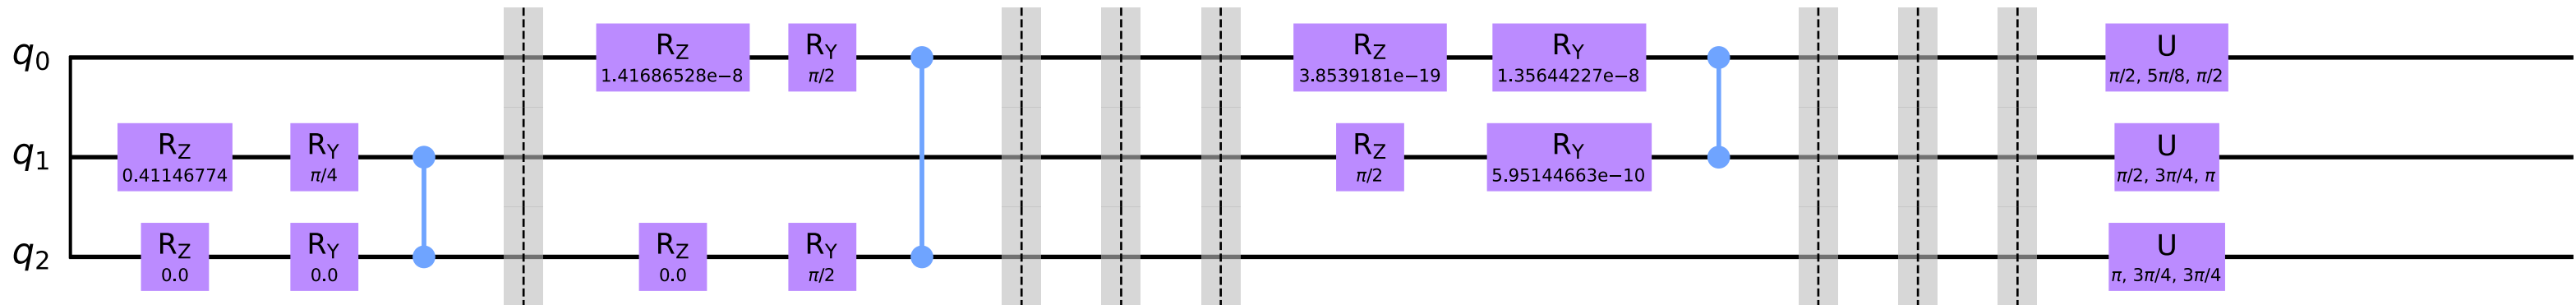 q0
RZ
1.41686528e−8
RY
π/2
RZ
3.8539181e−19
RY
1.35644227e−8
U
π/2, 5π/8, π/2
q1
RZ
0.41146774
RY
π/4
RZ
π/2
RY
5.95144663e−10
U
π/2, 3π/4, π
q2
RZ
0.0
RY
0.0
RZ
0.0
RY
π/2
U
π, 3π/4, 3π/4